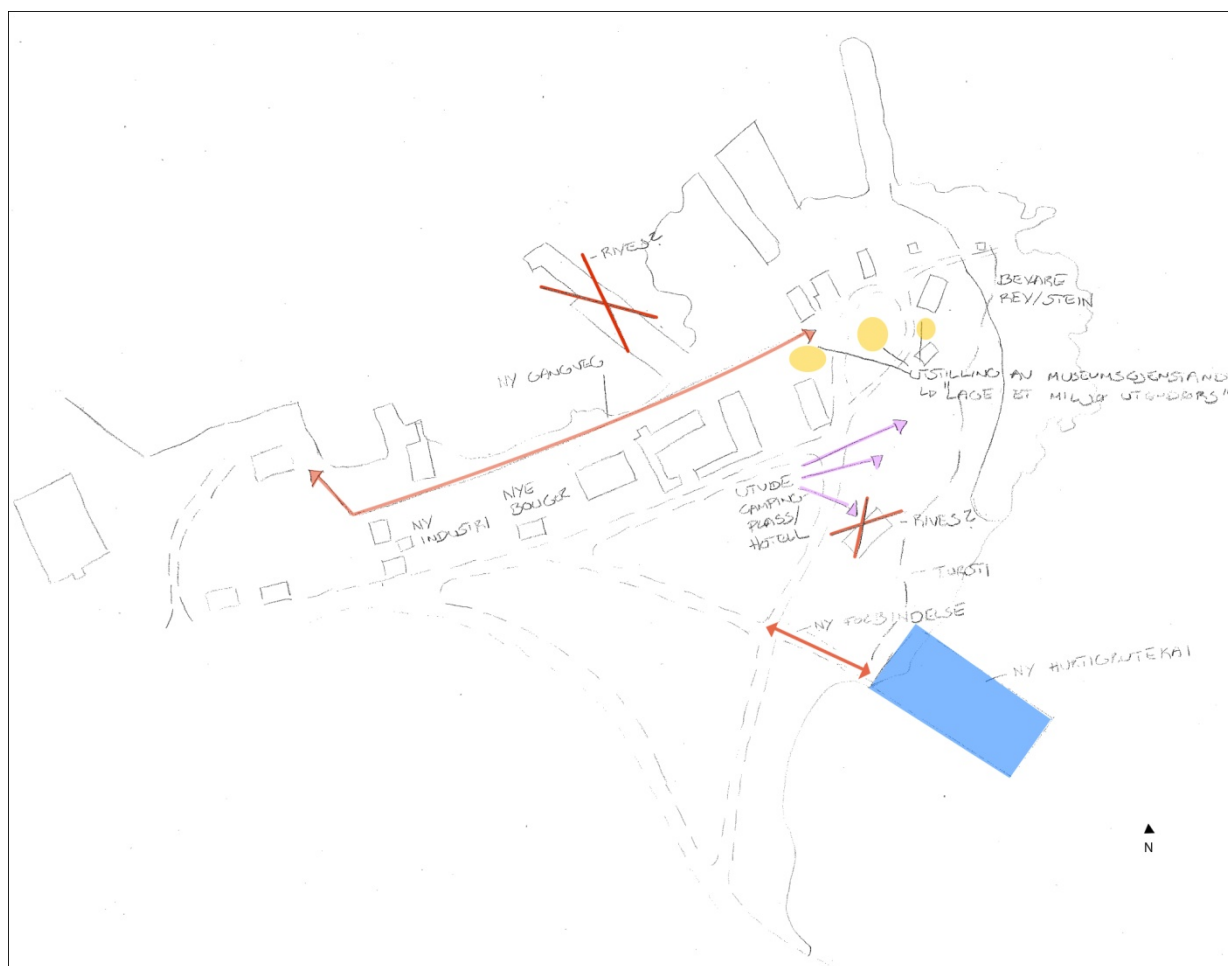 - RIVES?
BEVARE
REV/STEIN
NY GANGVEG
UTSTILLING AV MUSEUMSGJENSTAND
"LAGE ET MILJØ UTENDØRS"
NYE
BOLIGER
NY
INDUSTRI
UTVIDE
CAMPING-
PLASS/
HOTELL
- RIVES?
- TURSTI
- NY FORBINDELSE
- NY HURTIGRUTEKAI
N